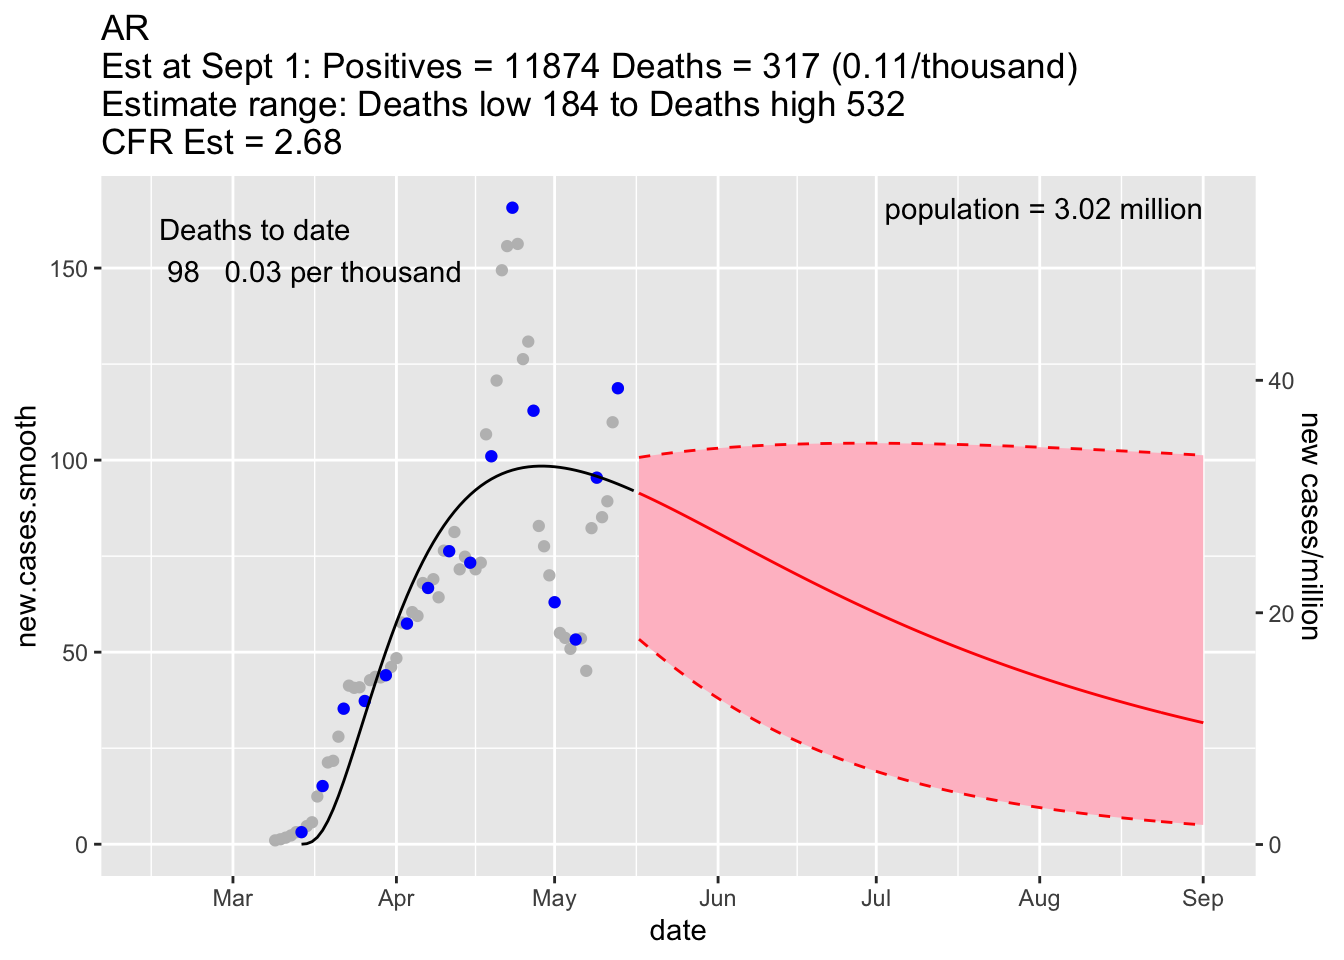 AR
Est at Sept 1: Positives = 11874 Deaths = 317 (0.11/thousand)
Estimate range: Deaths low 184 to Deaths high 532
CFR Est = 2.68
Deaths to date
98 0.03 per thousand
population = 3.02 million
150
100
50
0
new.cases.smooth
40
20
0
new cases/million
Mar Apr May Jun Jul Aug Sep
date